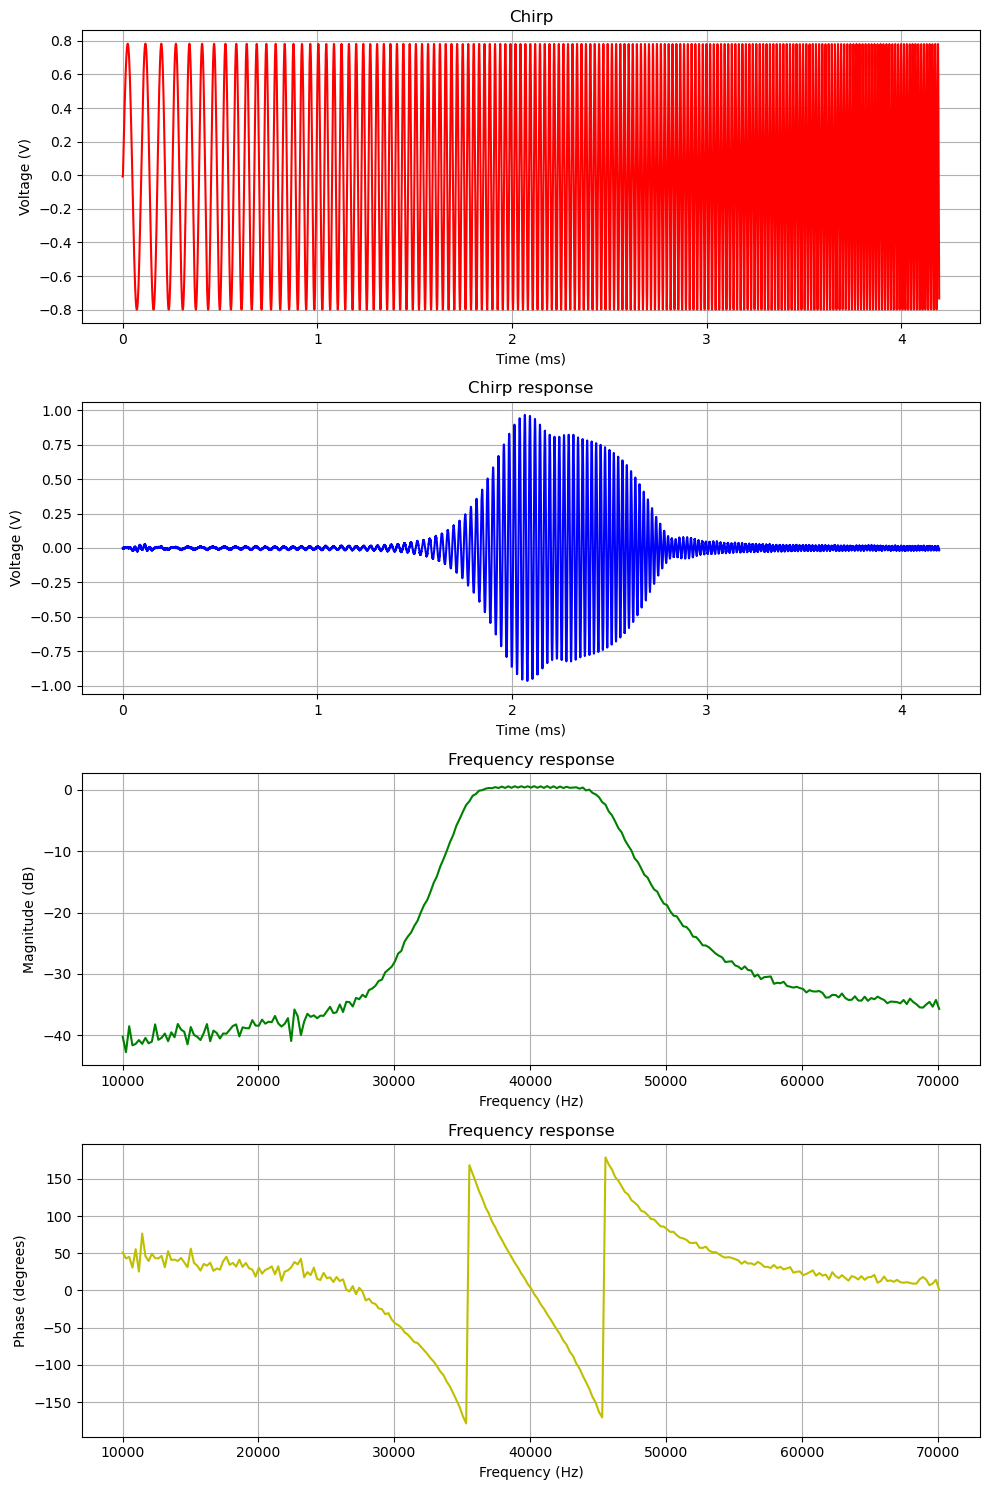 Chirp
0.8
0.6
0.4
0.2
0.0
−0.2
−0.4
−0.6
−0.8
Voltage (V)
0 1 2 3 4
Time (ms)
Chirp response
1.00
0.75
0.50
0.25
0.00
−0.25
−0.50
−0.75
−1.00
Voltage (V)
0 1 2 3 4
Time (ms)
Frequency response
0
−10
−20
−30
−40
Magnitude (dB)
10000 20000 30000 40000 50000 60000 70000
Frequency (Hz)
Frequency response
150
100
50
0
−50
−100
−150
Phase (degrees)
10000 20000 30000 40000 50000 60000 70000
Frequency (Hz)